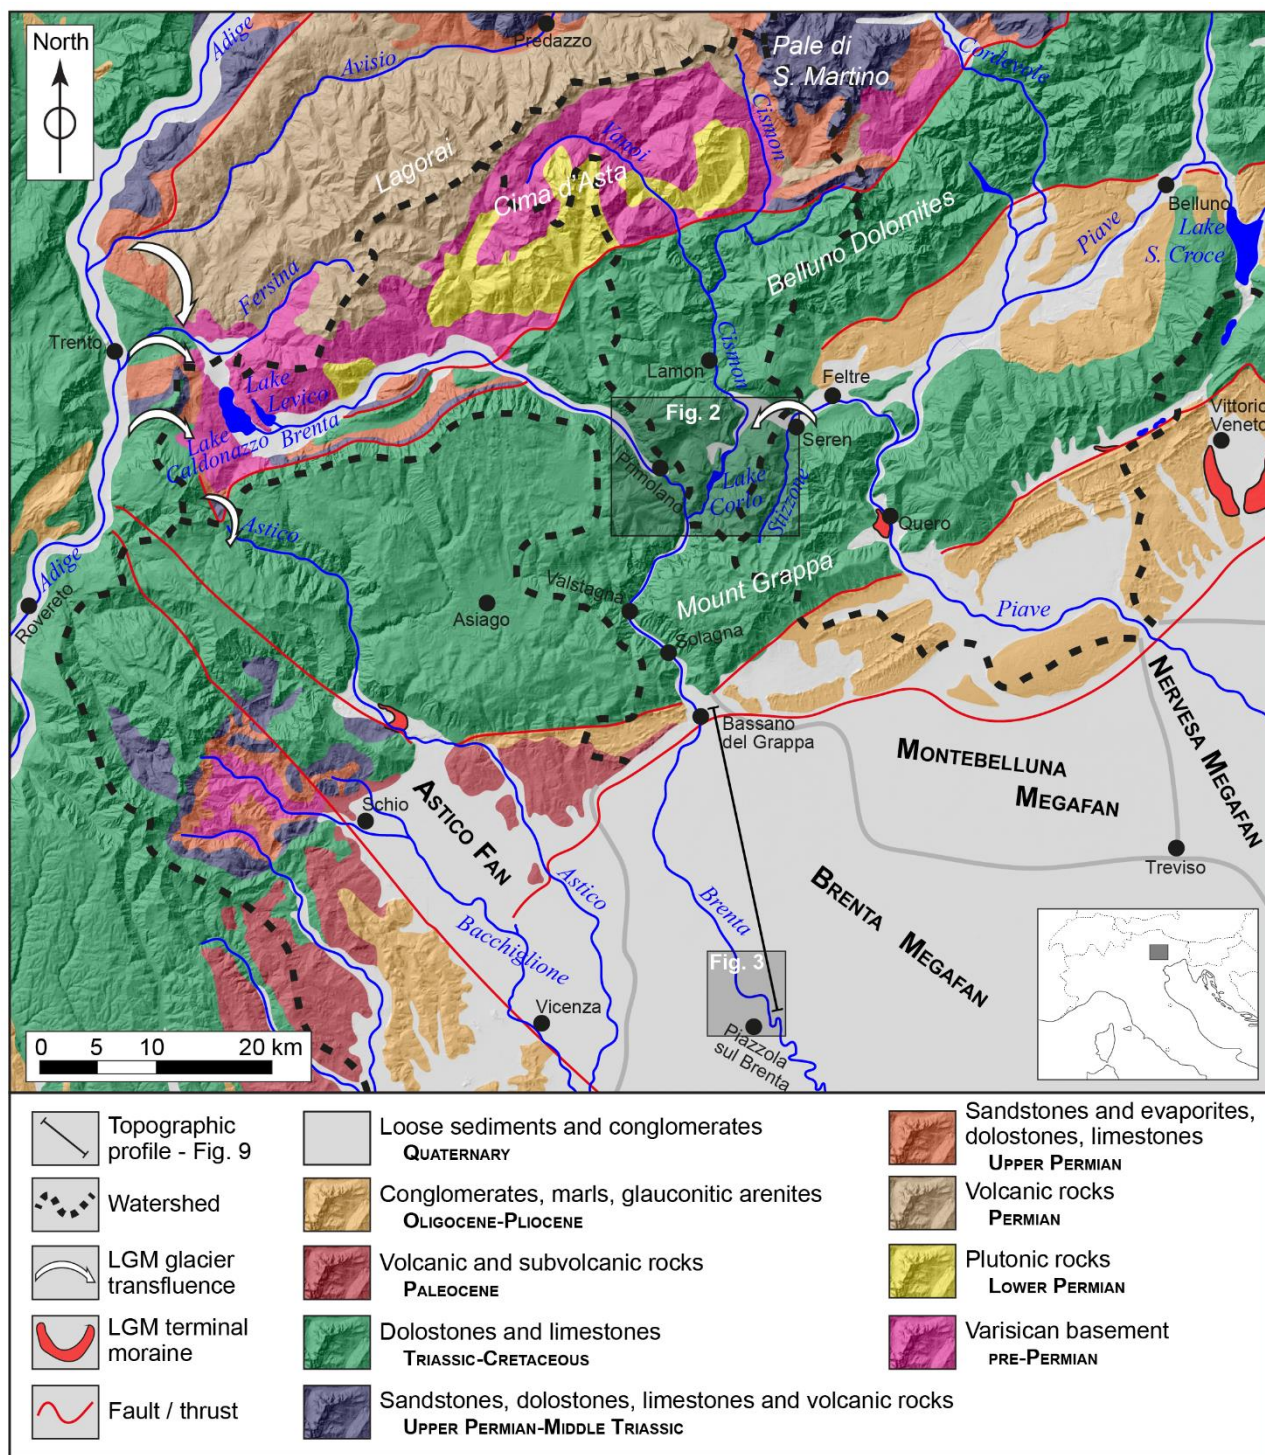 North
Adige
Avisio
Predazzo
Pale di
S. Martino
Cordevole
Cismon
Vanoi
Lagorai
Cima d'Asta
Belluno
Lake
S. Croce
Piave
Belluno Dolomites
Fersina
Trento
Cismon
Lamon
Feltre
Lake
Levico
Fig. 2
Seren
Vittorio
Veneto
Lake
Caldonazzo
Brenta
Primolano
Lake
Corlo
Stizzone
Quero
Astico
Adige
Rovereto
Valstagna
Mount Grappa
Asiago
Piave
Solagna
Bassano
del Grappa
NERVESA MEGAFAN
MONTEBELLUNA
MEGAFAN
ASTICO FAN
Schio
Treviso
Astico
Brenta
BRENTA MEGAFAN
Bacchiglione
Fig. 3
Vicenza
Piazzola
sul Brenta
0 5 10 20 km
Topographic
profile - Fig. 9
Watershed
LGM glacier
transfluence
LGM terminal
moraine
Fault / thrust
Loose sediments and conglomerates
QUATERNARY
Conglomerates, marls, glauconitic arenites
OLIGOCENE-PLIOCENE
Volcanic and subvolcanic rocks
PALEOCENE
Dolostones and limestones
TRIASSIC-CRETACEOUS
Sandstones, dolostones, limestones and volcanic rocks
UPPER PERMIAN-MIDDLE TRIASSIC
Sandstones and evaporites,
dolostones, limestones
UPPER PERMIAN
Volcanic rocks
PERMIAN
Plutonic rocks
LOWER PERMIAN
Varisican basement
PRE-PERMIAN